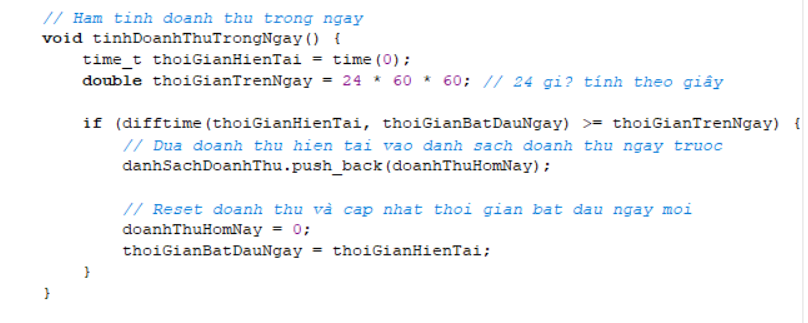 // Ham tinh doanh thu trong ngay
void tinhDoanhThuTrongNgay() {
time_t thoiGianHienTai = time(0);
double thoiGianTrenNgay = 24 * 60 * 60; // 24 gi? tính theo giây
if (difftime(thoiGianHienTai, thoiGianBatDauNgay) >= thoiGianTrenNgay) {
// Dua doanh thu hien tai vao danh sach doanh thu ngay truoc
danhSachDoanhThu.push_back(doanhThuHomNay);
// Reset doanh thu và cap nhat thoi gian bat dau ngay moi
doanhThuHomNay = 0;
thoiGianBatDauNgay = thoiGianHienTai;
}
}